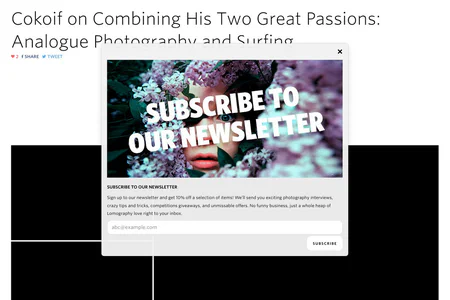 Cokoif on Combining His Two Great Passions:
Analogue Photography and Surfing
2 SHARE TWEET
SUBSCRIBE TO
OUR NEWSLETTER
SUBSCRIBE TO OUR NEWSLETTER
Sign up to our newsletter and get 10% off a selection of items! We'll send you exciting photography interviews,
crazy tips and tricks, competitions giveaways, and unmissable offers. No funny business, just a whole heap of
Lomography love right to your inbox.
abc@example.com
SUBSCRIBE